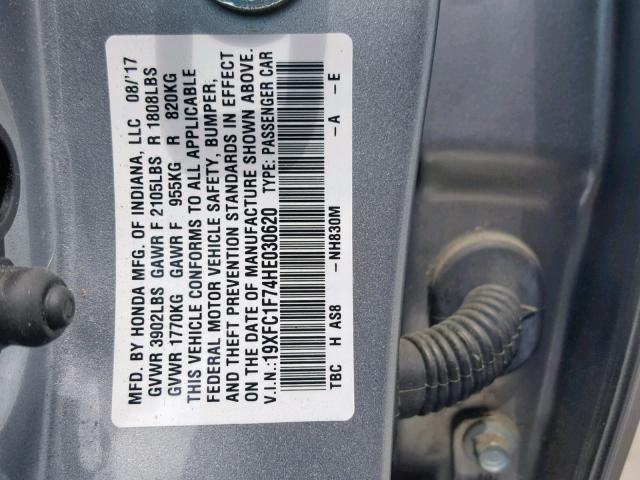 MFD. BY HONDA MFG. OF INDIANA, LLC 08/'17
GVWR 3902LBS GAWR F 2105LBS R 1808LBS
GVWR 1770KG GAWR F 955KG R 820KG
THIS VEHICLE CONFORMS TO ALL APPLICABLE
FEDERAL MOTOR VEHICLE SAFETY, BUMPER,
AND THEFT PREVENTION STANDARDS IN EFFECT
ON THE DATE OF MANUFACTURE SHOWN ABOVE.
V.I.N.:19XFC1F74HE030620 TYPE: PASSENGER CAR
TBC H AS8 -NH830M -A -E